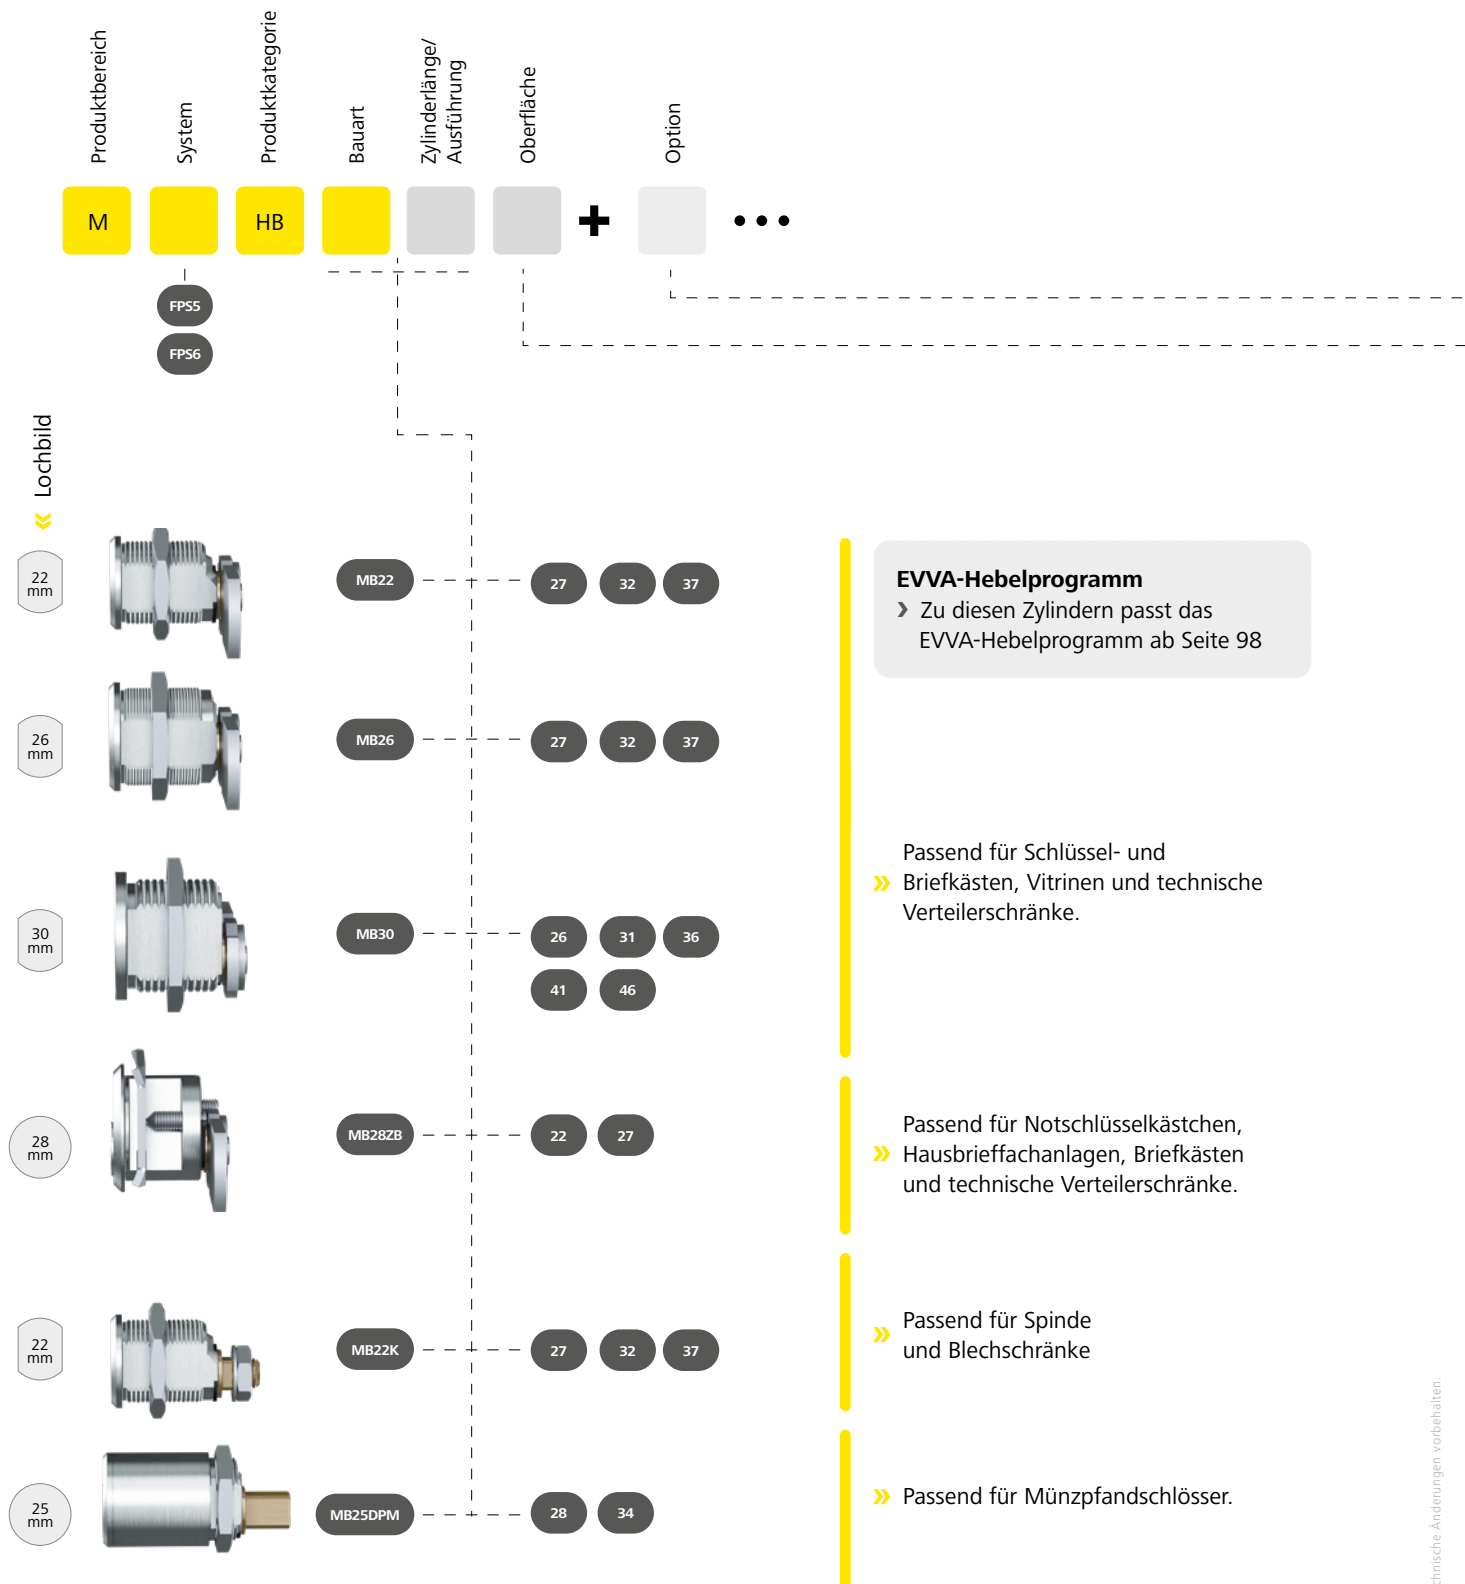 Produktbereich
System
Produktkategorie
Bauart
Zylinderlänge/
Ausführung
Oberfläche
Option
M
HB
+
...
FPS5
FPS6
Lochbild
22
mm
MB22
27 32 37
EVVA-Hebelprogramm
Zu diesen Zylindern passt das
EVVA-Hebelprogramm ab Seite 98
26
mm
MB26
27 32 37
Passend für Schlüssel- und
Briefkästen, Vitrinen und technische
Verteilerschränke.
30
mm
MB30
26 31 36
41 46
28
mm
MB28ZB
22 27
Passend für Notschlüsselkästchen,
Hausbrieffachanlagen, Briefkästen
und technische Verteilerschränke.
22
mm
MB22K
27 32 37
Passend für Spinde
und Blechschränke
25
mm
MB25DPM
28 34
Passend für Münzpfandschlösser.
chnische Änderungen vorbehalten.